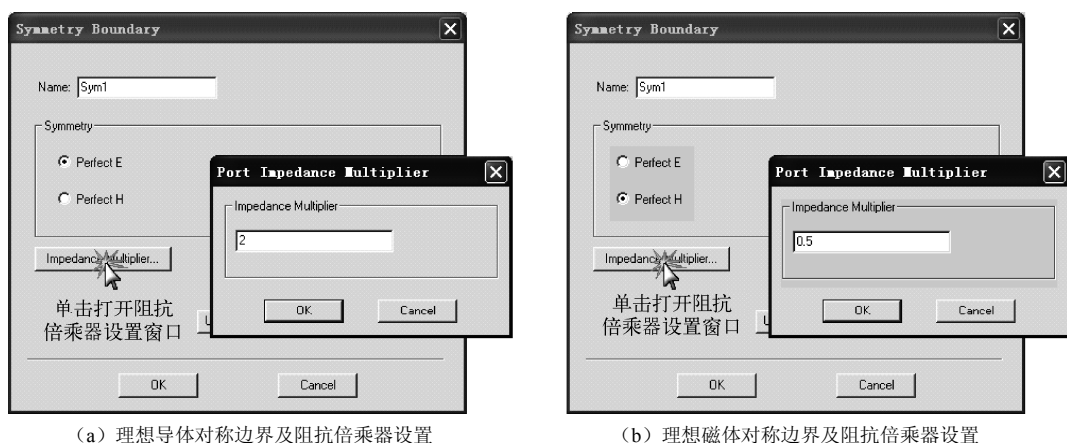 Symmetry Boundary
Name: Sym1
Symmetry
Perfect E
Perfect H
Port Impedance Multiplier
Impedance Multiplier
2
OK
Cancel
单击打开阻抗
倍乘器设置窗口
OK
Cancel
(a)理想导体对称边界及阻抗倍乘器设置
Symmetry Boundary
Name: Sym1
Symmetry
Perfect E
Perfect H
Port Impedance Multiplier
Impedance Multiplier
0.5
OK
Cancel
单击打开阻抗
倍乘器设置窗口
OK
Cancel
(b)理想磁体对称边界及阻抗倍乘器设置